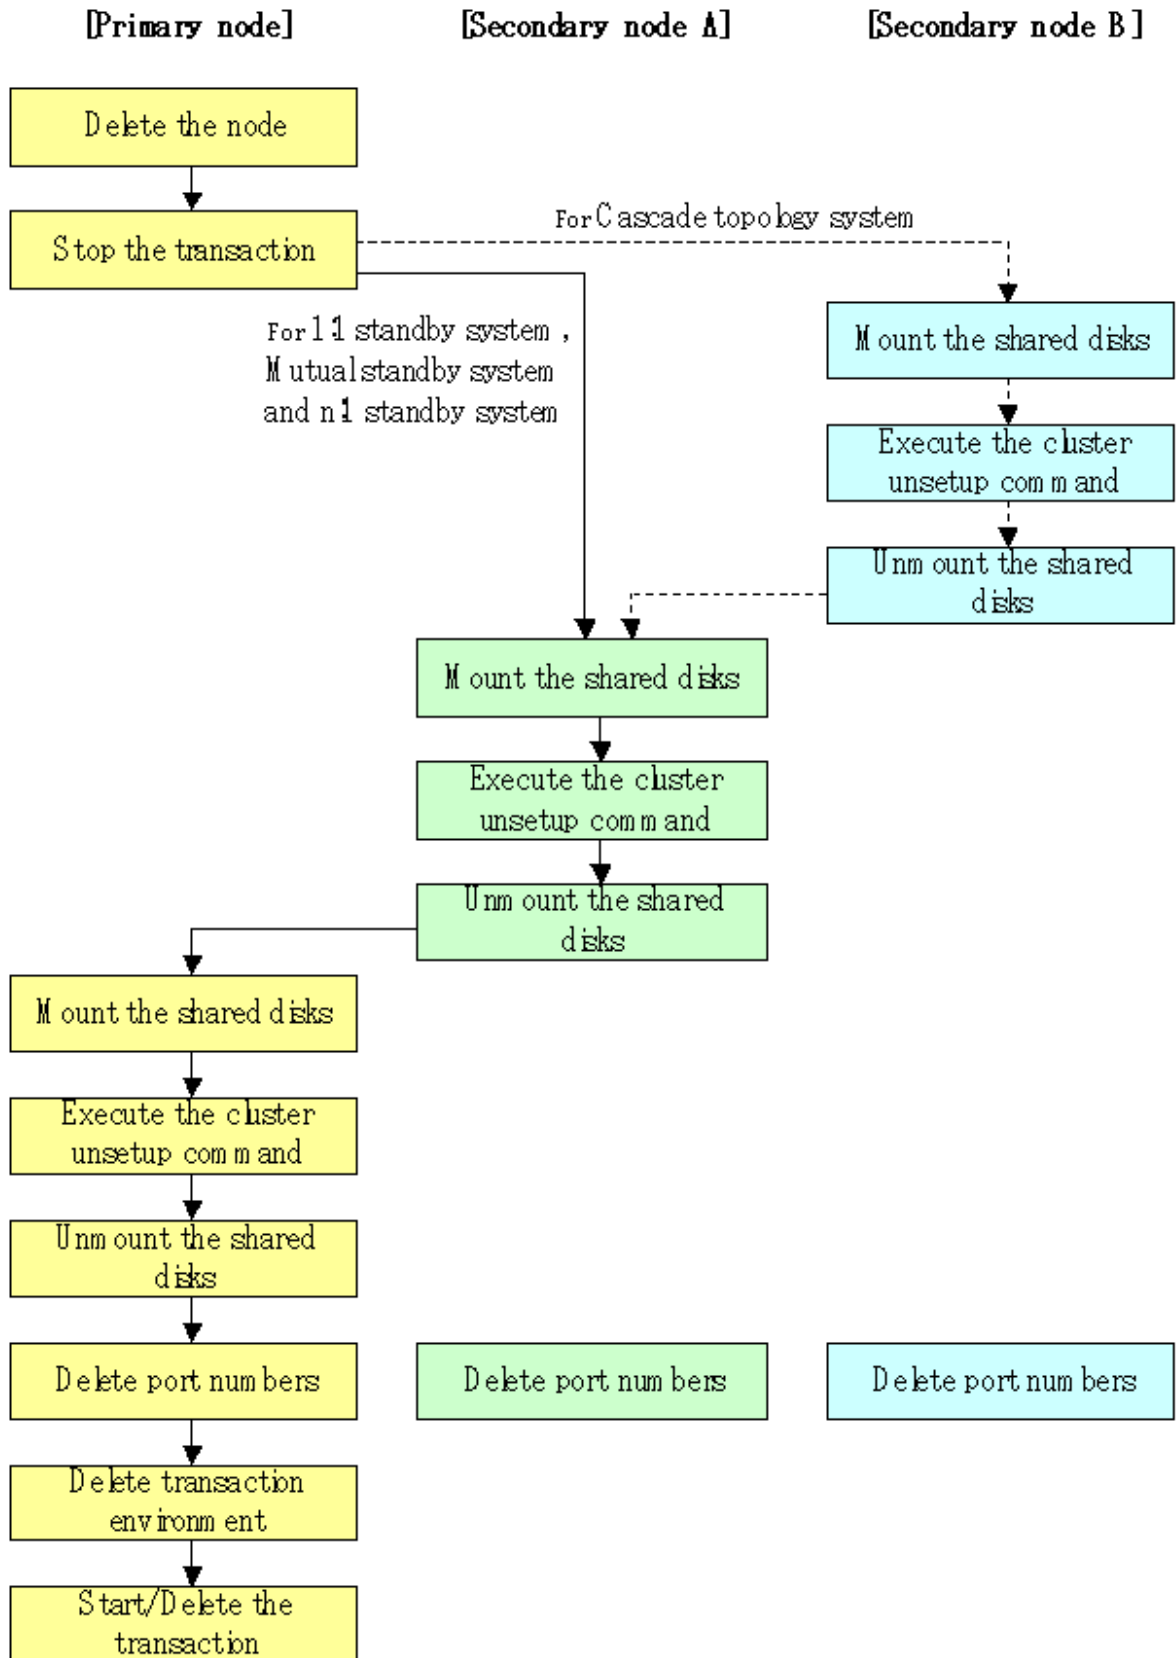 [Primary node] [Secondary node A] [Secondary node B]
Delete the node
Stop the transaction
For Cascade topology system
For 1:1 standby system,
Mutual standby system
and n:1 standby system
Mount the shared disks
Execute the cluster
unsetup command
Unmount the shared
disks
Mount the shared disks
Execute the cluster
unsetup command
Unmount the shared
disks
Mount the shared disks
Execute the cluster
unsetup command
Unmount the shared
disks
Delete port numbers Delete port numbers Delete port numbers
Delete transaction
environment
Start/Delete the
transaction